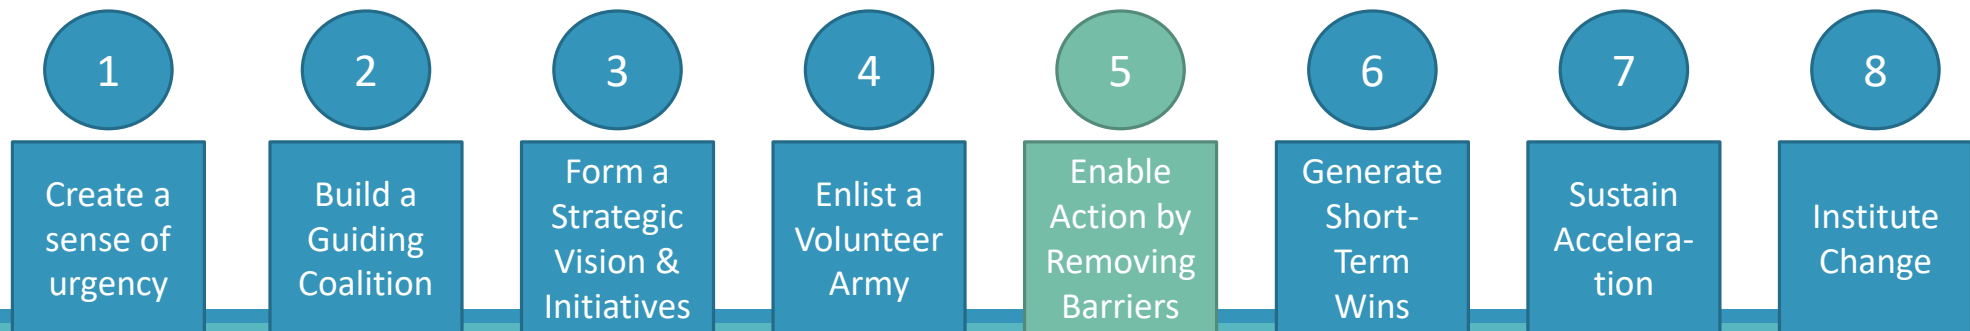 1
Create a
sense of
urgency
2
Build a
Guiding
Coalition
3
Form a
Strategic
Vision &
Initiatives
4
Enlist a
Volunteer
Army
5
Enable
Action by
Removing
Barriers
6
Generate
Short-
Term
Wins
7
Sustain
Accelera-
tion
8
Institute
Change